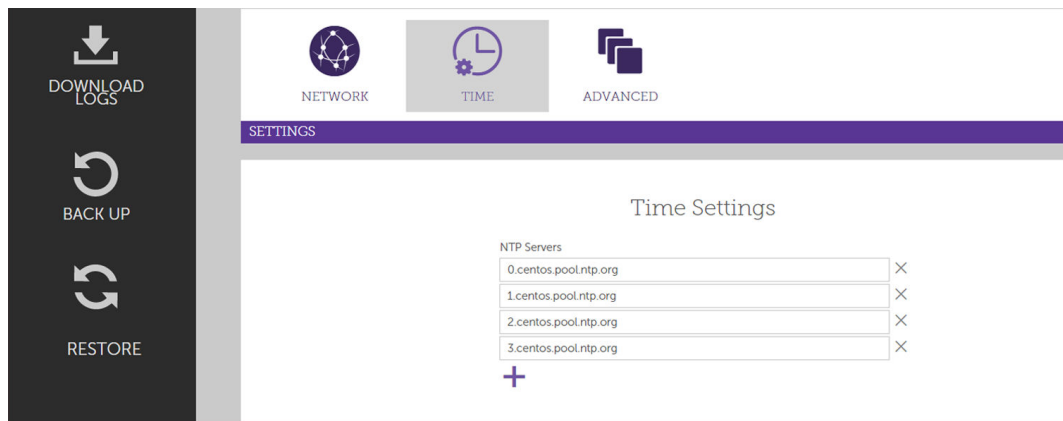 DOWNLOAD
LOGS
BACK UP
RESTORE
NETWORK
TIME
ADVANCED
SETTINGS
Time Settings
NTP Servers
0.centos.pool.ntp.org
1.centos.pool.ntp.org
2.centos.pool.ntp.org
3.centos.pool.ntp.org